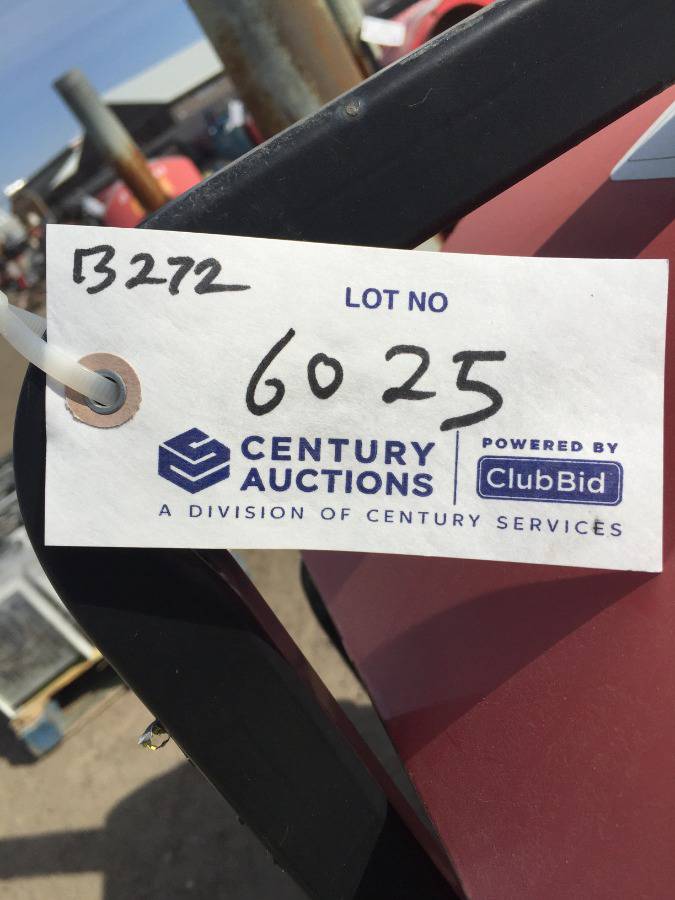 B272
LOT NO
6025
CENTURY
AUCTIONS
POWERED BY
ClubBid
A DIVISION OF CENTURY SERVICES